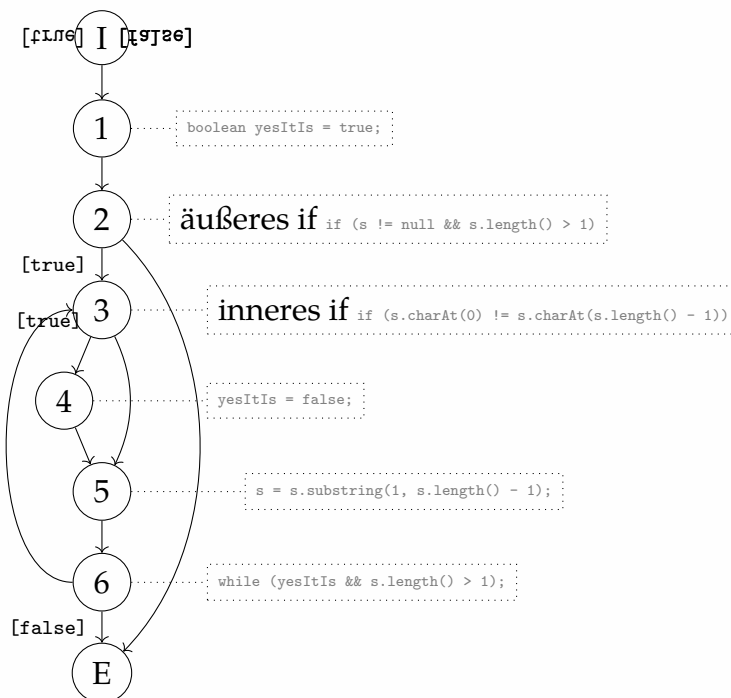 [true] I [false]
1 boolean yesItIs = true;
2 äußeres if if (s != null && s.length() > 1)
[true]
3 inneres if if (s.charAt(0) != s.charAt(s.length() - 1))
[true]
4 yesItIs = false;
5 s = s.substring(1, s.length() - 1);
6 while (yesItIs && s.length() > 1);
[false]
E